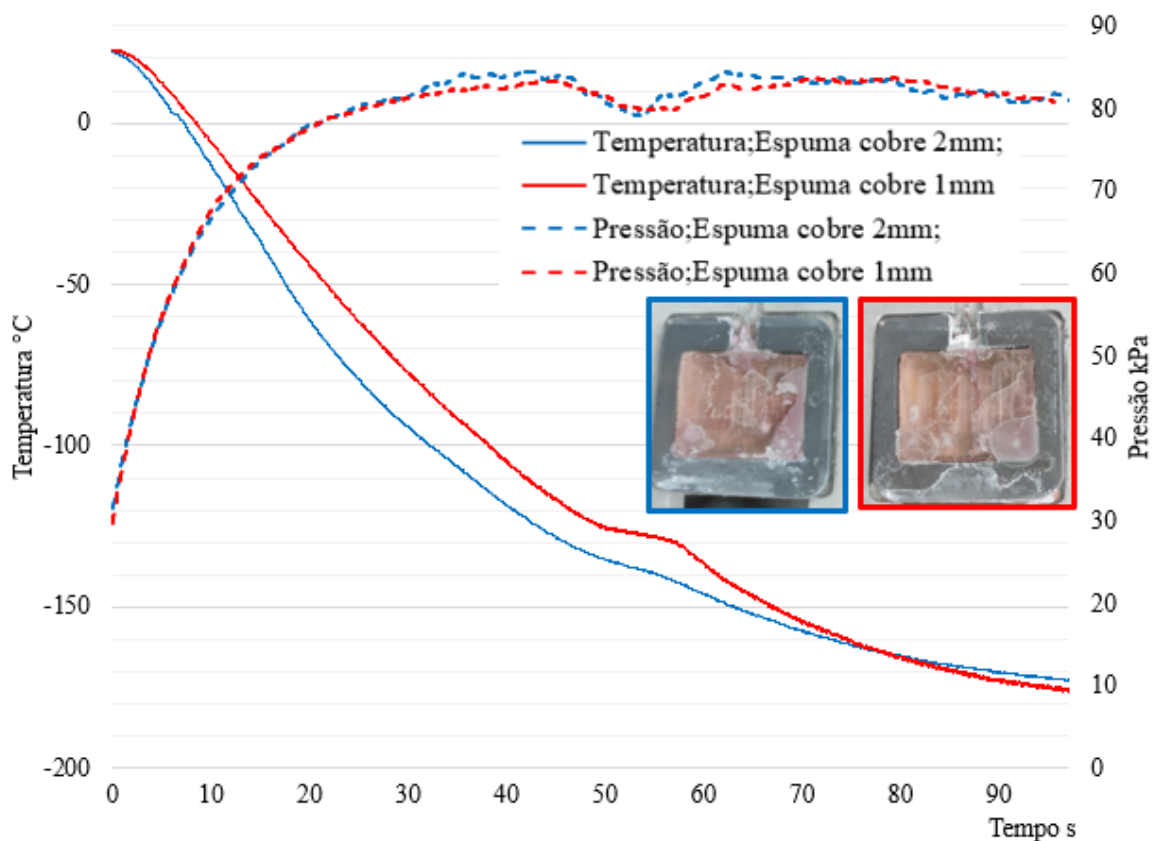 90
80
70
60
50
40
30
20
10
0
0
-50
-100
-150
-200
Temperatura °C
Pressão kPa
Temperatura;Espuma cobre 2mm;
Temperatura;Espuma cobre 1mm
Pressão;Espuma cobre 2mm;
Pressão;Espuma cobre 1mm
0 10 20 30 40 50 60 70 80 90
Tempo s